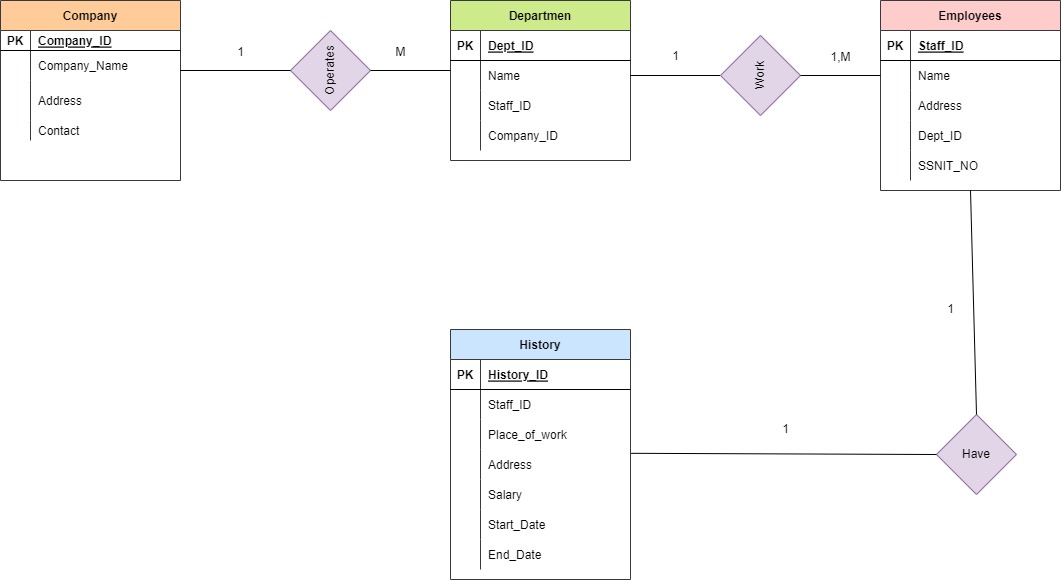 Company
PK Company_ID
Company_Name
Address
Contact
1
Operates
M
Departmen
PK Dept_ID
Name
Staff_ID
Company_ID
1
Work
1,M
Employees
PK Staff_ID
Name
Address
Dept_ID
SSNIT_NO
1
Have
1
History
PK History_ID
Staff_ID
Place_of_work
Address
Salary
Start_Date
End_Date